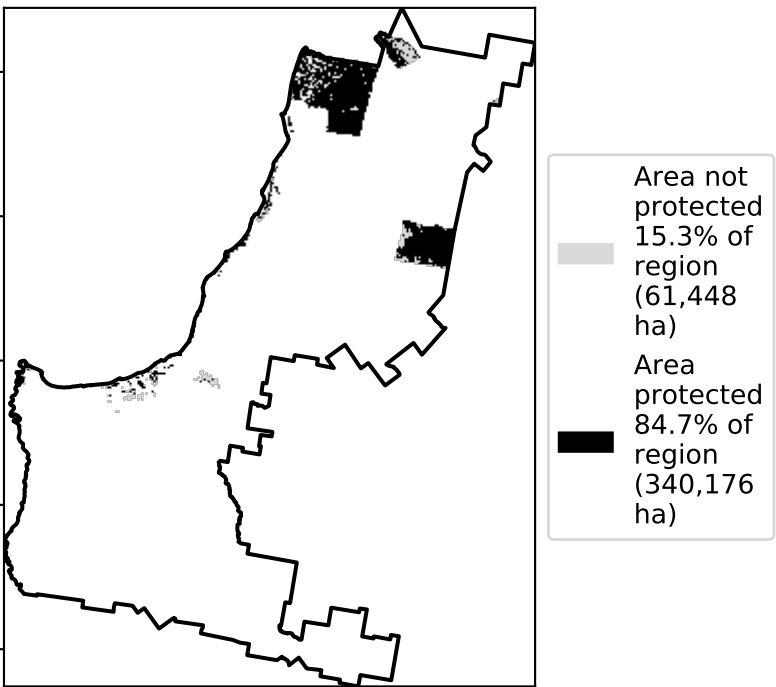 Area not
protected
15.3% of
region
(61,448
ha)
Area
protected
84.7% of
region
(340,176
ha)